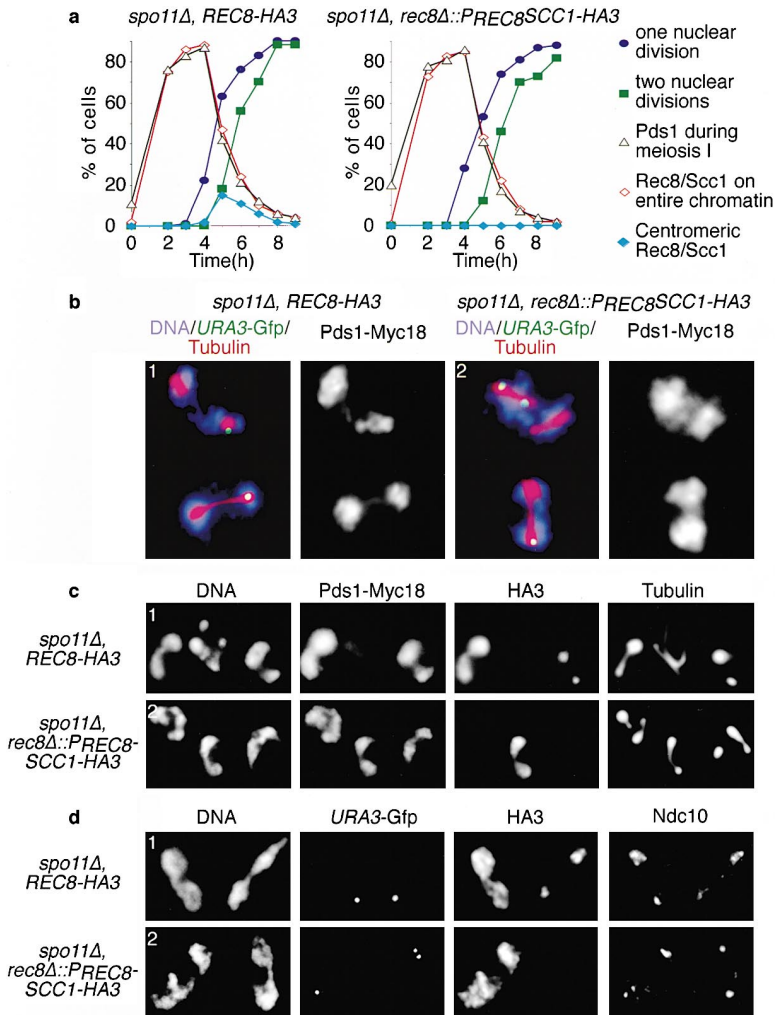 a
spo11Δ, REC8-HA3
spo11Δ, rec8Δ::PREC8SCC1-HA3
% of cells
80
60
40
20
0
0 2 4 6 8
Time(h)
% of cells
80
60
40
20
0
0 2 4 6 8
Time(h)
one nuclear
division
two nuclear
divisions
Pds1 during
meiosis I
Rec8/Scc1 on
entire chromatin
Centromeric
Rec8/Scc1
b
spo11Δ, REC8-HA3
spo11Δ, rec8Δ::PREC8SCC1-HA3
DNA/URA3-Gfp/
Tubulin
Pds1-Myc18
DNA/URA3-Gfp/
Tubulin
Pds1-Myc18
1
2
c
DNA Pds1-Myc18 HA3 Tubulin
spo11Δ,
REC8-HA3
1
spo11Δ,
rec8Δ::PREC8-
SCC1-HA3
2
d
DNA URA3-Gfp HA3 Ndc10
spo11Δ,
REC8-HA3
1
spo11Δ,
rec8Δ::PREC8-
SCC1-HA3
2